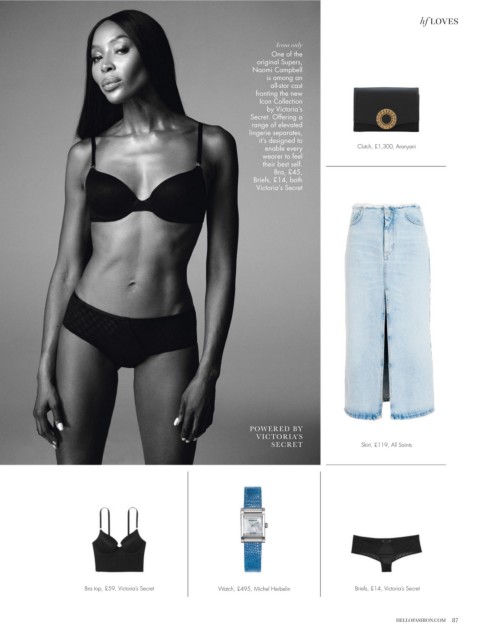 hf LOVES
Icons only
One of the
original Supers,
Naomi Campbell
is among an
all-star cast
fronting the new
Icon Collection
by Victoria's
Secret. Offering a
range of elevated
lingerie separates,
it's designed to
enable every
wearer to feel
their best self.
Bra, £45,
Briefs, £14, both
Victoria's Secret
POWERED BY
VICTORIA'S
SECRET
Clutch, £1,300, Aranyani
Skirt, £119, All Saints
Bra top, £59, Victoria's Secret
Watch, £495, Michel Herbelin
Briefs, £14, Victoria's Secret
HELLOFASHION.COM 87